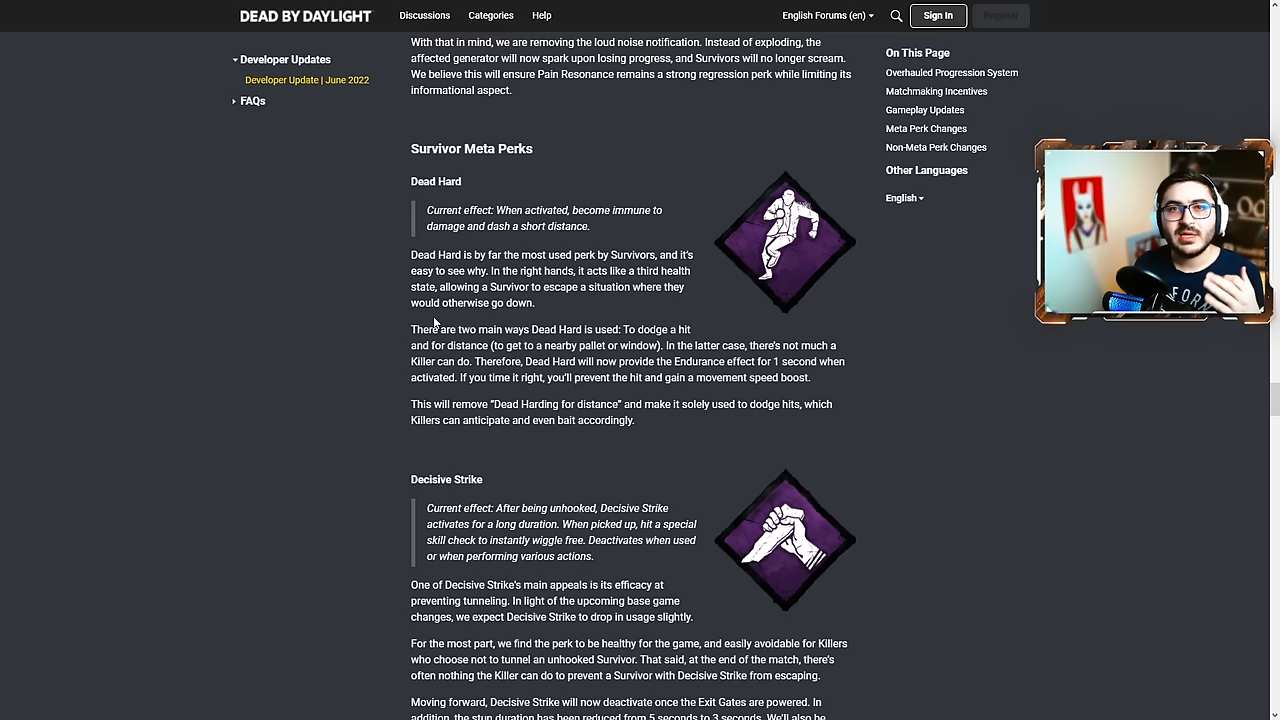 DEAD BY DAYLIGHT
Discussions
Categories
Help
English Forums (en)
Sign In
Register
Developer Updates
Developer Update | June 2022
FAQs
With that in mind, we are removing the loud noise notification. Instead of exploding, the
affected generator will now spark upon losing progress, and Survivors will no longer scream.
We believe this will ensure Pain Resonance remains a strong regression perk while limiting its
informational aspect.
Survivor Meta Perks
Dead Hard
Current effect: When activated, become immune to
damage and dash a short distance.
Dead Hard is by far the most used perk by Survivors, and it's
easy to see why. In the right hands, it acts like a third health
state, allowing a Survivor to escape a situation where they
would otherwise go down.
There are two main ways Dead Hard is used: To dodge a hit
and for distance (to get to a nearby pallet or window). In the latter case, there's not much a
Killer can do. Therefore, Dead Hard will now provide the Endurance effect for 1 second when
activated. If you time it right, you'll prevent the hit and gain a movement speed boost.
This will remove “Dead Harding for distance” and make it solely used to dodge hits, which
Killers can anticipate and even bait accordingly.
Decisive Strike
Current effect: After being unhooked, Decisive Strike
activates for a long duration. When picked up, hit a special
skill check to instantly wiggle free. Deactivates when used
or when performing various actions.
One of Decisive Strike's main appeals is its efficacy at
preventing tunneling. In light of the upcoming base game
changes, we expect Decisive Strike to drop in usage slightly.
For the most part, we find the perk to be healthy for the game, and easily avoidable for Killers
who choose not to tunnel an unhooked Survivor. That said, at the end of the match, there's
often nothing the Killer can do to prevent a Survivor with Decisive Strike from escaping.
Moving forward, Decisive Strike will now deactivate once the Exit Gates are powered. In
addition, the stun duration has been reduced from 5 seconds to 3 seconds. We'll also be
On This Page
Overhauled Progression System
Matchmaking Incentives
Gameplay Updates
Meta Perk Changes
Non-Meta Perk Changes
Other Languages
English